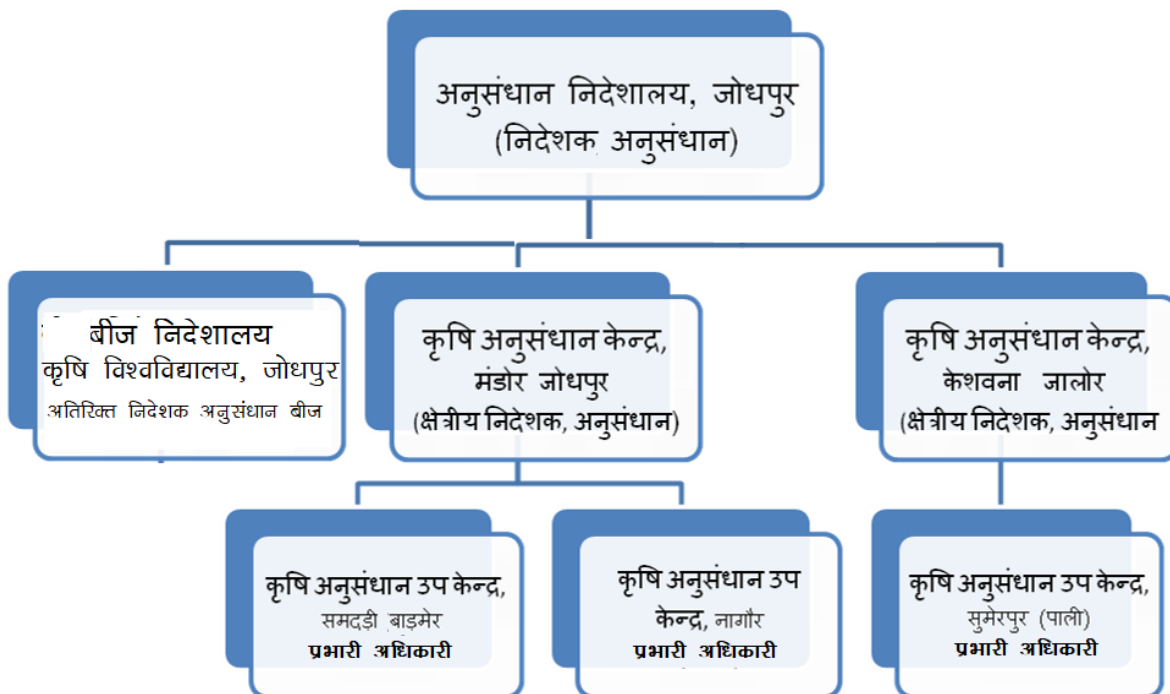 अनुसंधान निदेशालय, जोधपुर
(निदेशक, अनुसंधान)
बीज निदेशालय
कृषि विश्वविद्यालय, जोधपुर
अतिरिक्त निदेशक अनुसंधान बीज
कृषि अनुसंधान केन्द्र,
मंडोर जोधपुर
(क्षेत्रीय निदेशक, अनुसंधान)
कृषि अनुसंधान केन्द्र,
केशवना जालोर
(क्षेत्रीय निदेशक, अनुसंधान
कृषि अनुसंधान उप केन्द्र,
समदड़ी बाड़मेर
प्रभारी अधिकारी
कृषि अनुसंधान उप
केन्द्र, नागौर
प्रभारी अधिकारी
कृषि अनुसंधान उप केन्द्र,
सुमेरपुर (पाली)
प्रभारी अधिकारी